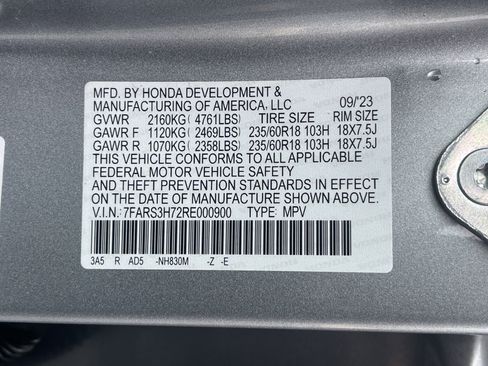 MFD. BY HONDA DEVELOPMENT &
MANUFACTURING OF AMERICA, LLC 09/'23
GVWR 2160KG( 4761LBS) TIRE SIZE RIM SIZE
GAWR F 1120KG( 2469LBS) 235/60R18 103H 18X7.5J
GAWR R 1070KG( 2358LBS) 235/60R18 103H 18X7.5J
THIS VEHICLE CONFORMS TO ALL APPLICABLE
FEDERAL MOTOR VEHICLE SAFETY
AND THEFT PREVENTION STANDARDS IN EFFECT
ON THE DATE OF MANUFACTURE SHOWN ABOVE.
V.I.N.: 7FARS3H72RE000900 TYPE: MPV
3A5 R AD5 -NH830M -Z -E